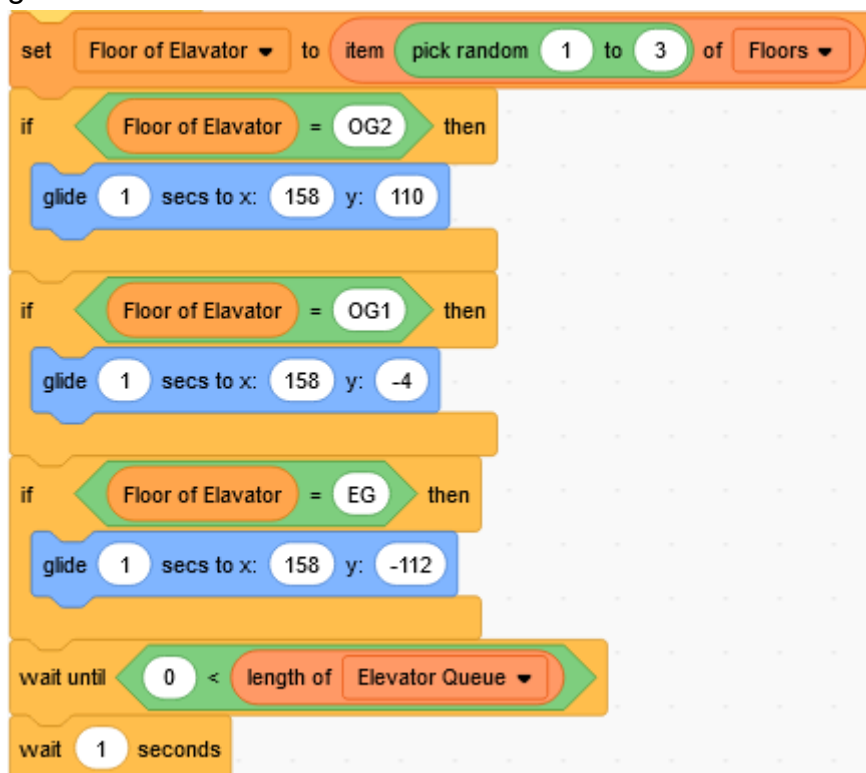 set Floor of Elavator to item pick random 1 to 3 of Floors
if Floor of Elavator = OG2 then
glide 1 secs to x: 158 y: 110
if Floor of Elavator = OG1 then
glide 1 secs to x: 158 y: -4
if Floor of Elavator = EG then
glide 1 secs to x: 158 y: -112
wait until 0 < length of Elevator Queue
wait 1 seconds